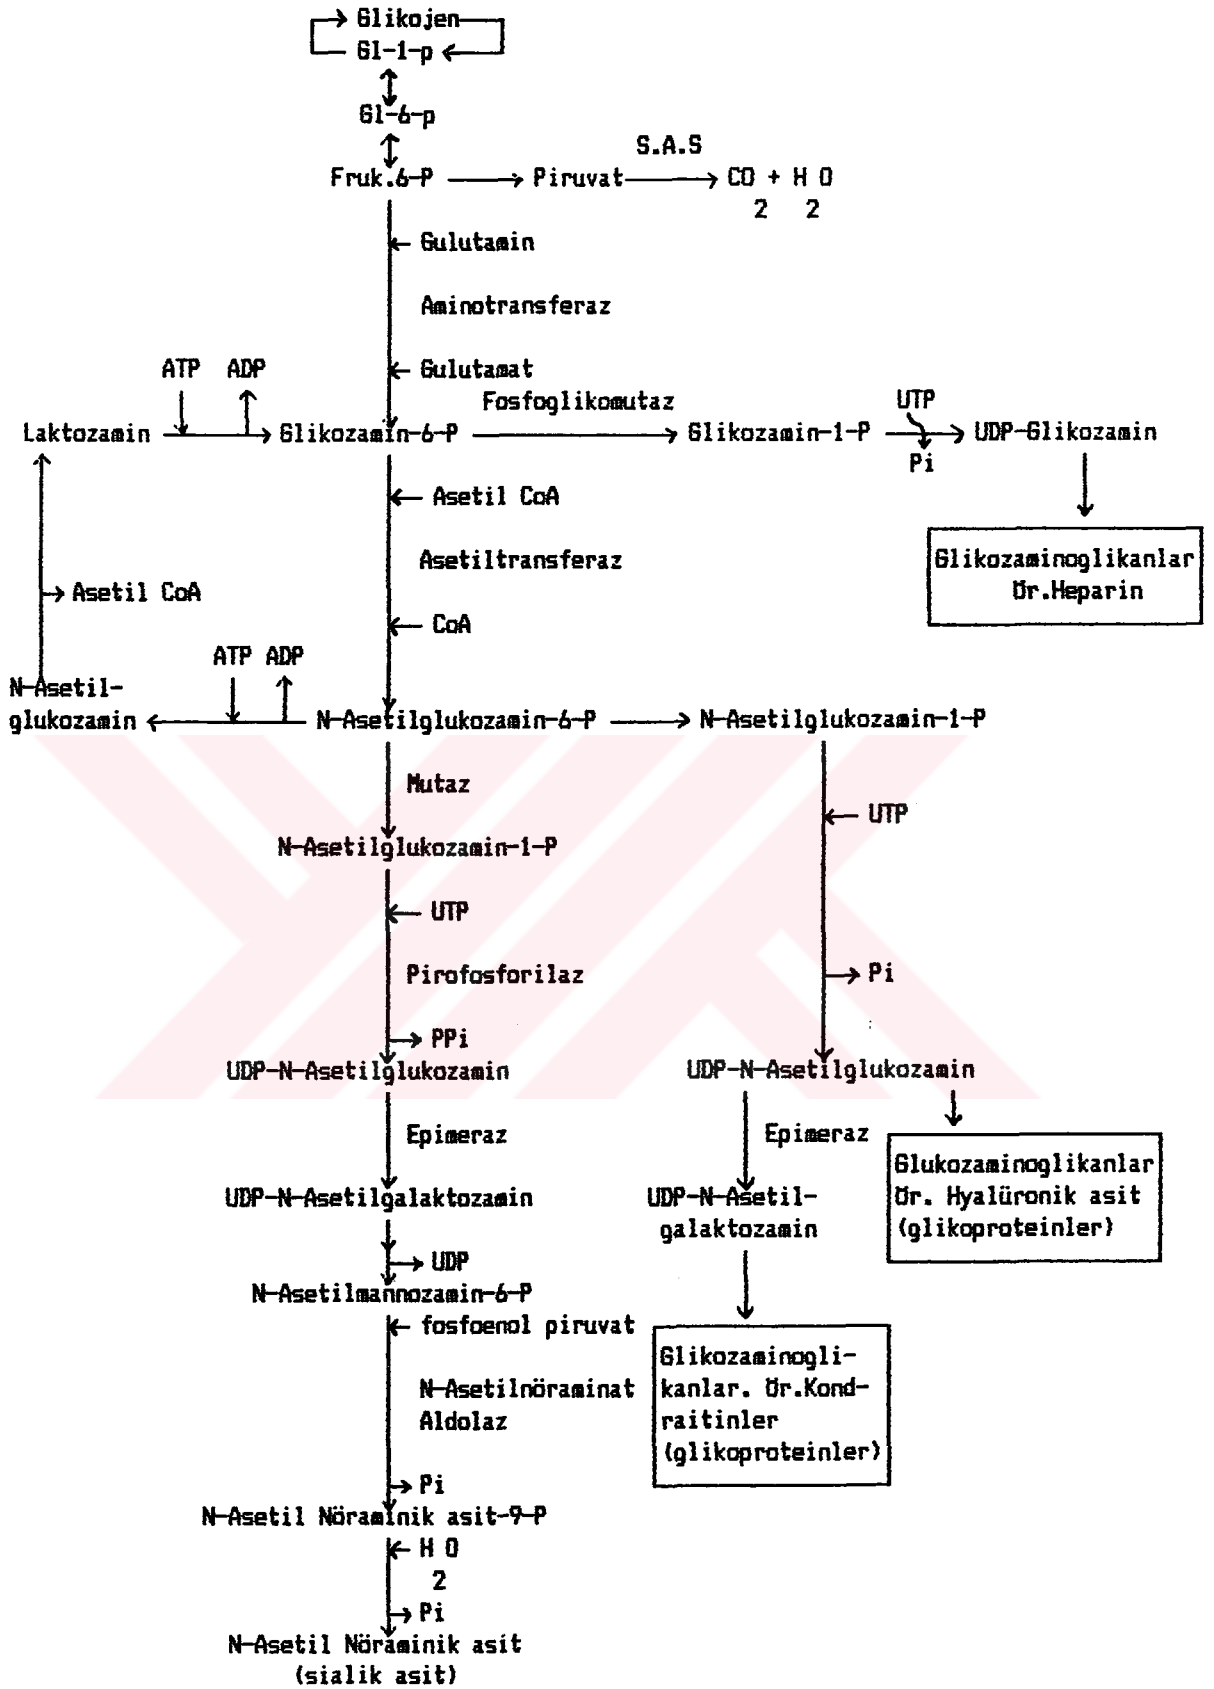 Glikojen
Gl-1-p
Gl-6-p
S.A.S
Fruk.6-P Piruvat CO2 + H2O
Gulutamin
Aminotransferaz
ATP ADP
Gulutamat
Fosfoglikomutaz
UTP
Laktozamin Glikozamin-6-P Glikozamin-1-P UDP-Glikozamin
Pi
Asetil CoA
Asetiltransferaz
Glikozaminoglikanlar
Ör.Heparin
Asetil CoA
CoA
ATP ADP
N-Asetil-
glukozamin N-Asetilglukozamin-6-P N-Asetilglukozamin-1-P
Mutaz
UTP
N-Asetilglukozamin-1-P
UTP
Pirofosforilaz
Pi
PPi
UDP-N-Asetilglukozamin UDP-N-Asetilglukozamin
Epimeraz
Epimeraz
Glukozaminoglikanlar
Ör. Hyalüronik asit
(glikoproteinler)
UDP-N-Asetilgalaktozamin
UDP-N-Asetil-
galaktozamin
UDP
N-Asetilmannozamin-6-P
fosfoenol piruvat
Glikozaminogli-
kanlar. Ör.Kond-
raitinler
(glikoproteinler)
N-Asetilnöraminat
Aldolaz
Pi
N-Asetil Nöraminik asit-9-P
H2O
Pi
N-Asetil Nöraminik asit
(sialik asit)